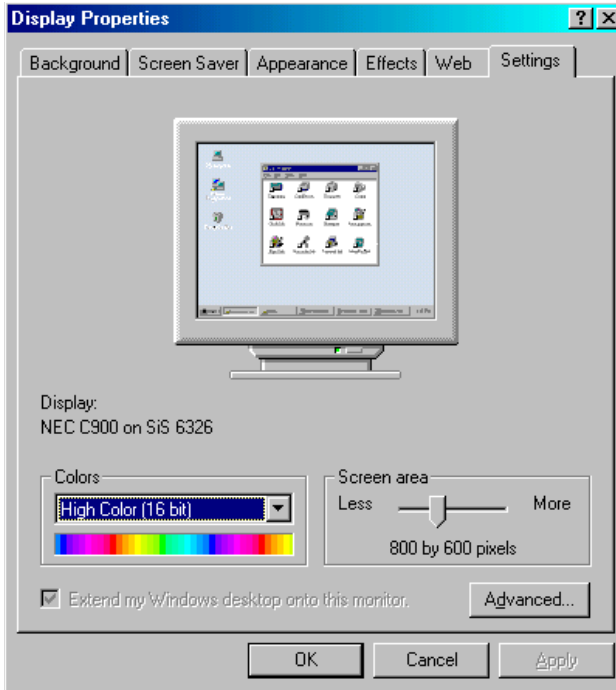 Display Properties
Background Screen Saver Appearance Effects Web Settings
Display:
NEC C900 on SiS 6326
Colors
High Color (16 bit)
Screen area
Less More
800 by 600 pixels
Extend my Windows desktop onto this monitor.
Advanced...
OK Cancel Apply